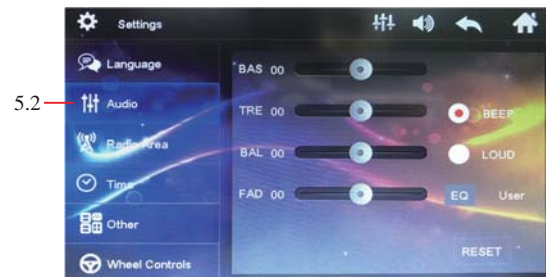 Settings
Language
BAS 00
5.2
Audio
TRE 00
BEEP
Radio Area
BAL 00
LOUD
Time
FAD 00
EQ User
Other
RESET
Wheel Controls